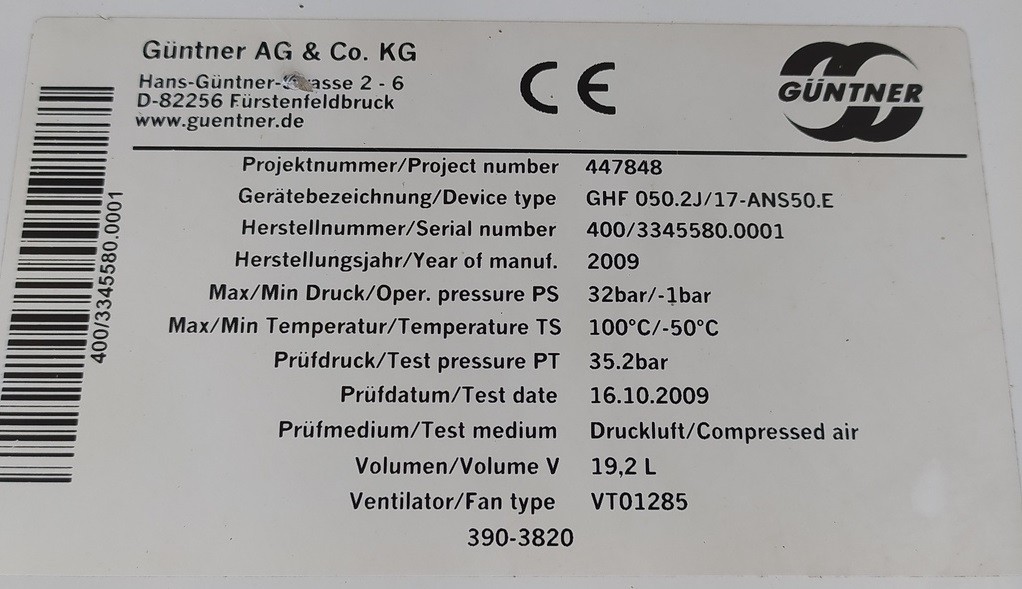 Güntner AG & Co. KG
Hans-Güntner- 2 - 6
D-82256 Fürstenfeldbruck
www.guentner.de
CE
GÜNTNER
400/3345580.0001
Projektnummer/Project number 447848
Gerätebezeichnung/Device type GHF 050.2J/17-ANS50.E
Herstellnummer/Serial number 400/3345580.0001
Herstellungsjahr/Year of manuf. 2009
Max/Min Druck/Oper. pressure PS 32bar/-1bar
Max/Min Temperatur/Temperature TS 100°C/-50°C
Prüfdruck/Test pressure PT 35.2bar
Prüfdatum/Test date 16.10.2009
Prüfmedium/Test medium Druckluft/Compressed air
Volumen/Volume V 19,2 L
Ventilator/Fan type VT01285
390-3820